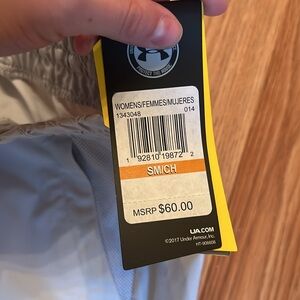 WOMENS/FEMMES/MUJERES
1343048 014
1 92810 19872 2
SM/CH
MSRP $60.00
UA.COM
©2017 Under Armour, Inc.